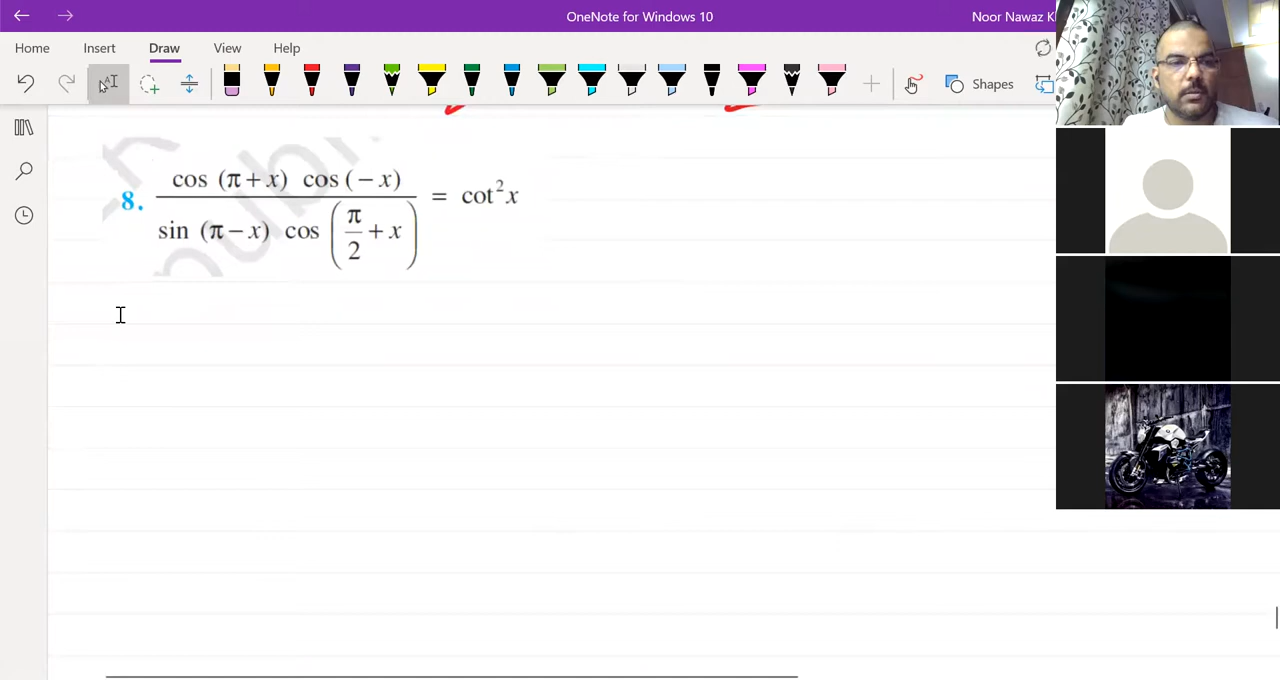 OneNote for Windows 10
Noor Nawaz K
Home Insert Draw View Help
Shapes
8. cos (π + x) cos (− x) / sin (π − x) cos (π/2 + x) = cot²x